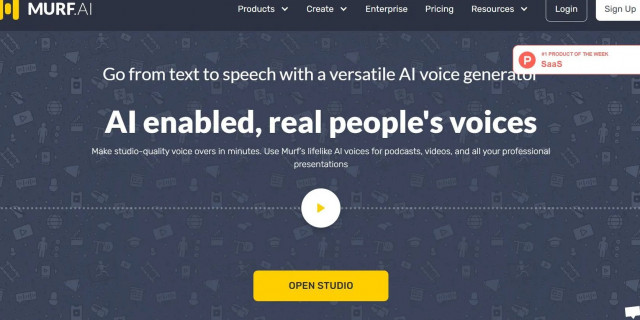 MURF.AI
Products Create Enterprise Pricing Resources Login Sign Up
#1 PRODUCT OF THE WEEK
SaaS
Go from text to speech with a versatile AI voice generator
AI enabled, real people's voices
Make studio-quality voice overs in minutes. Use Murf's lifelike AI voices for podcasts, videos, and all your professional
presentations
OPEN STUDIO